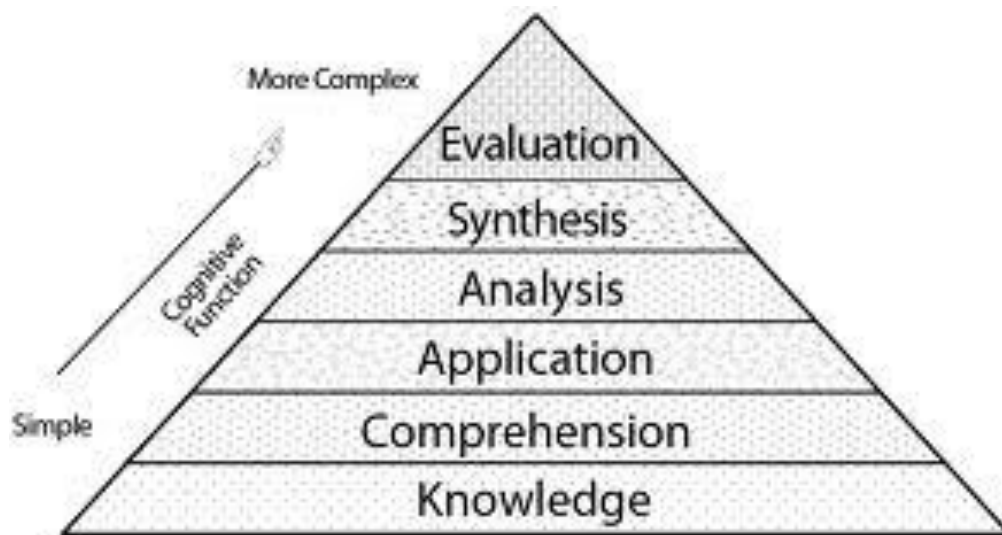 More Complex
Evaluation
Synthesis
Analysis
Application
Comprehension
Knowledge
Cognitive
Function
Simple